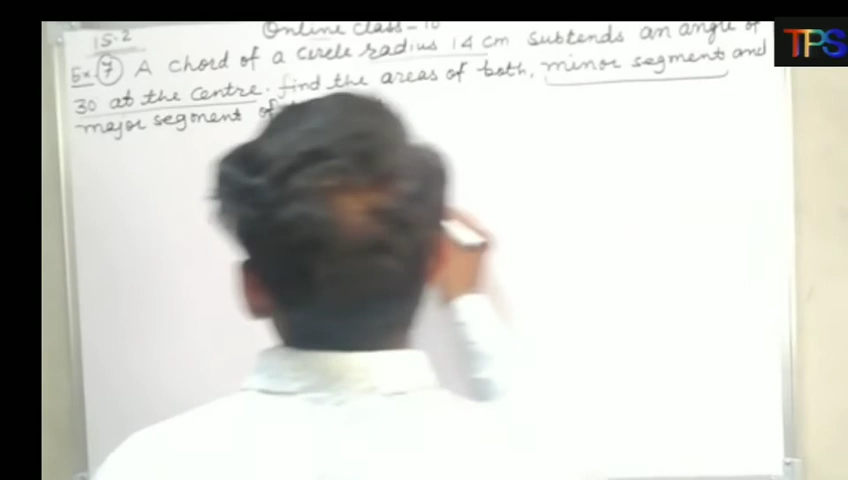 15.2
Online class - 10
TPS
Ex. 7 A chord of a circle radius 14 cm subtends an angle of
30 at the centre. find the areas of both, minor segment and
major segment of